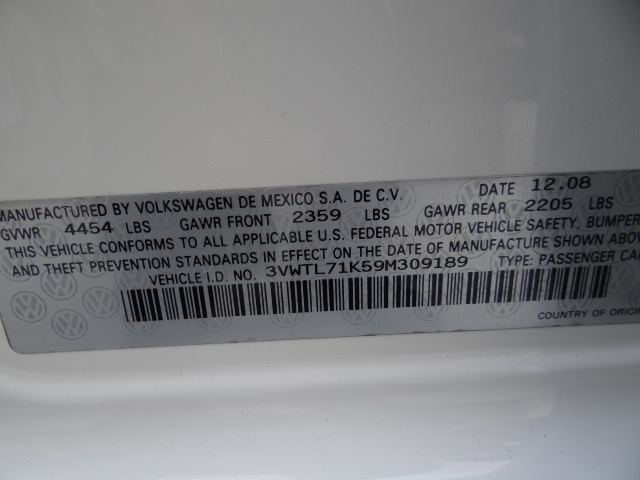 MANUFACTURED BY VOLKSWAGEN DE MEXICO S.A. DE C.V. DATE 12.08
GVWR 4454 LBS GAWR FRONT 2359 LBS GAWR REAR 2205 LBS
THIS VEHICLE CONFORMS TO ALL APPLICABLE U.S. FEDERAL MOTOR VEHICLE SAFETY, BUMPER
AND THEFT PREVENTION STANDARDS IN EFFECT ON THE DATE OF MANUFACTURE SHOWN ABOVE
VEHICLE I.D. NO. 3VWTL71K59M309189 TYPE: PASSENGER CAR
COUNTRY OF ORIGIN